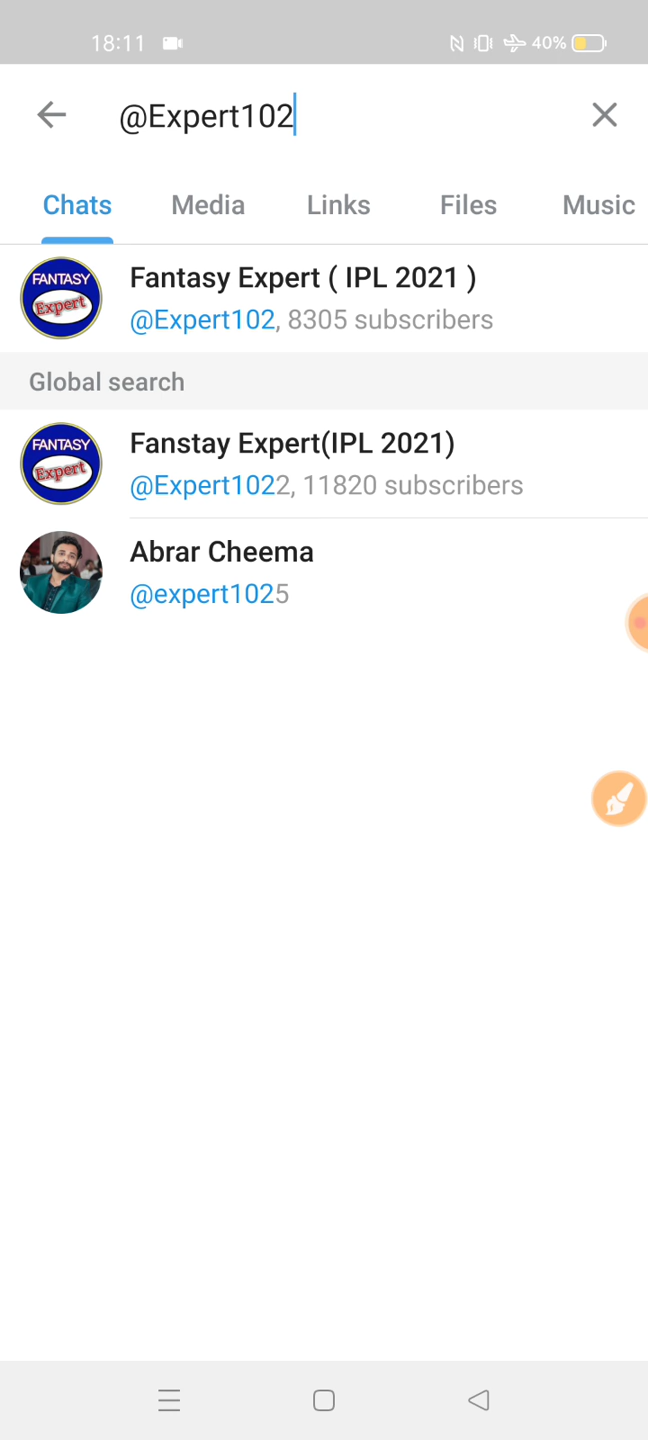 18:11 40%
@Expert102
Chats Media Links Files Music
FANTASY
Expert
Fantasy Expert ( IPL 2021 )
@Expert102, 8305 subscribers
Global search
FANTASY
Expert
Fanstay Expert(IPL 2021)
@Expert1022, 11820 subscribers
Abrar Cheema
@expert1025